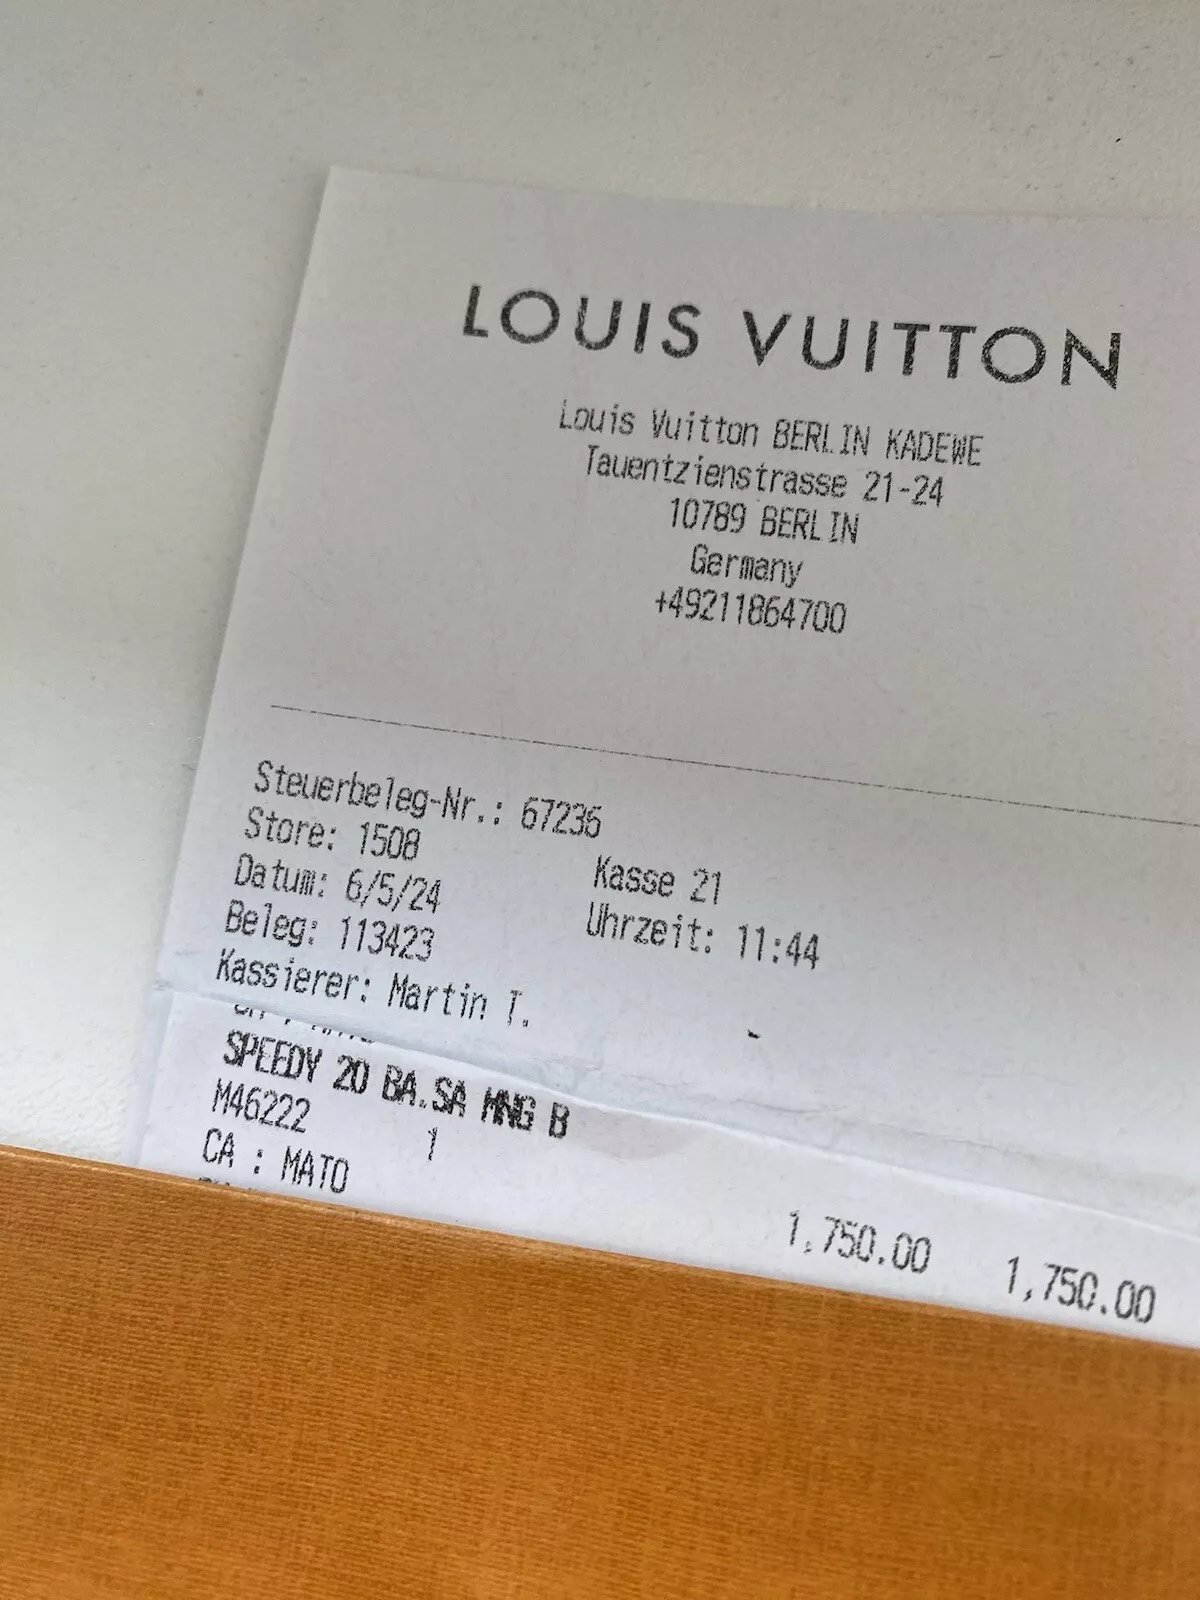 LOUIS VUITTON
Louis Vuitton BERLIN KADEWE
Tauentzienstrasse 21-24
10789 BERLIN
Germany
+49211864700
Steuerbeleg-Nr.: 67236
Store: 1508 Kasse 21
Datum: 6/5/24 Uhrzeit: 11:44
Beleg: 113423
Kassierer: Martin T.
SPEEDY 20 BA.SA MNG B
M46222 1 1,750.00 1,750.00
CA : MATO